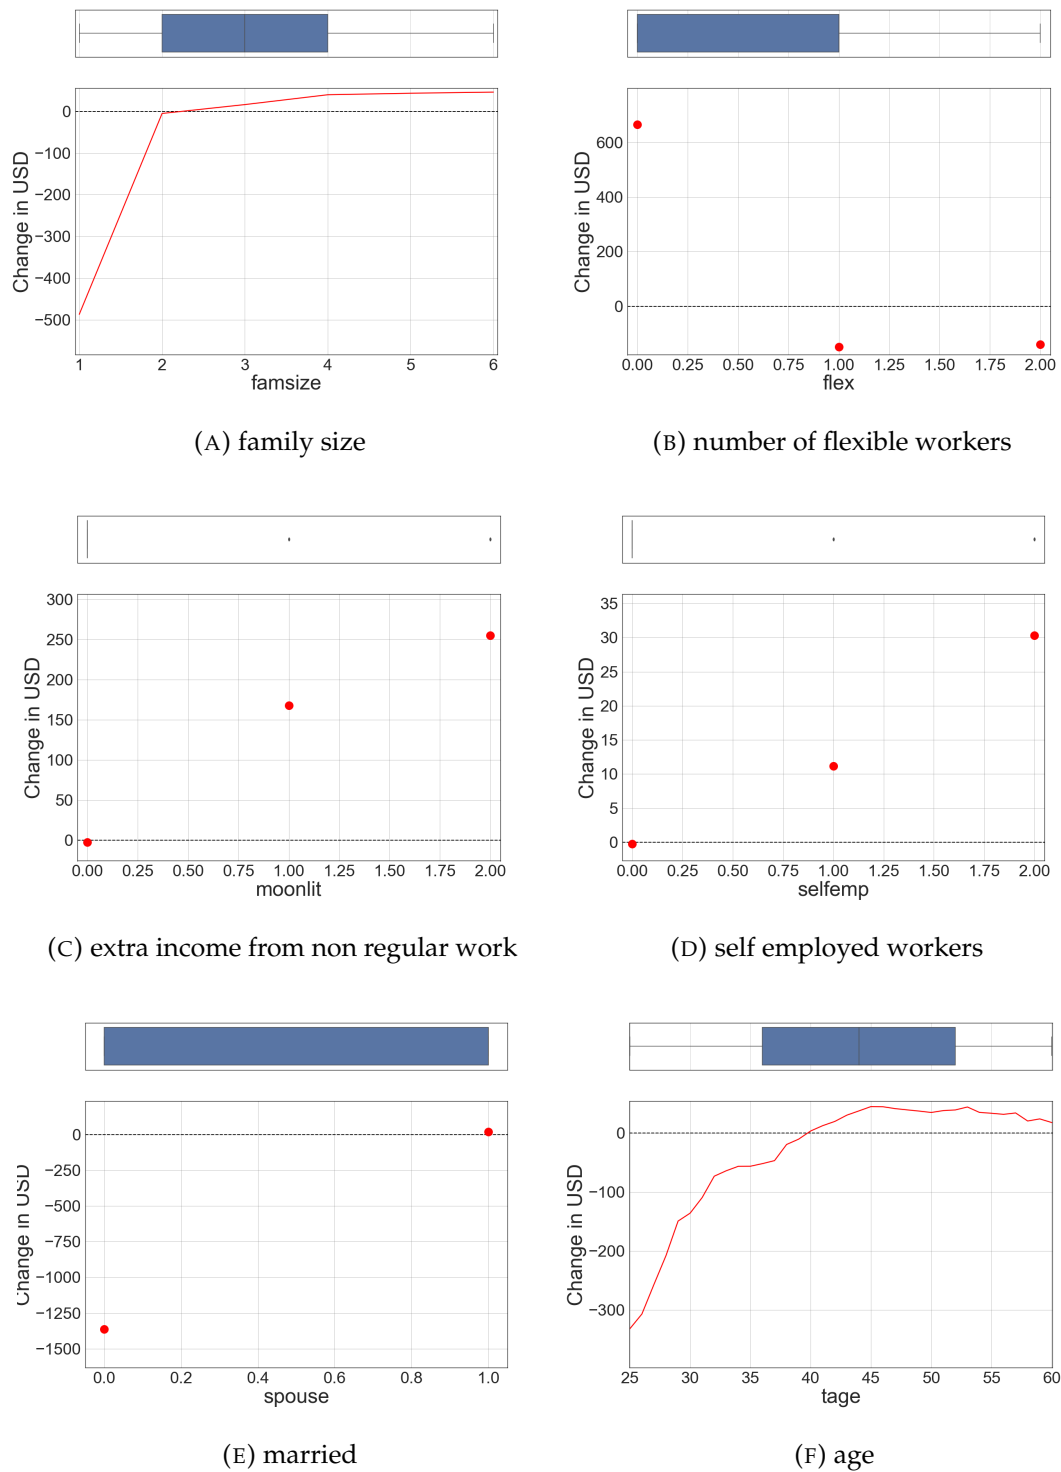 0
−100
−200
−300
−400
−500
Change in USD
1 2 3 4 5 6
famsize
(A) family size
600
400
200
0
Change in USD
0.00 0.25 0.50 0.75 1.00 1.25 1.50 1.75 2.00
flex
(B) number of flexible workers
300
250
200
150
100
50
0
Change in USD
0.00 0.25 0.50 0.75 1.00 1.25 1.50 1.75 2.00
moonlit
(C) extra income from non regular work
35
30
25
20
15
10
5
0
Change in USD
0.00 0.25 0.50 0.75 1.00 1.25 1.50 1.75 2.00
selfemp
(D) self employed workers
0
−250
−500
−750
−1000
−1250
−1500
Change in USD
0.0 0.2 0.4 0.6 0.8 1.0
spouse
(E) married
0
−100
−200
−300
Change in USD
25 30 35 40 45 50 55 60
tage
(F) age